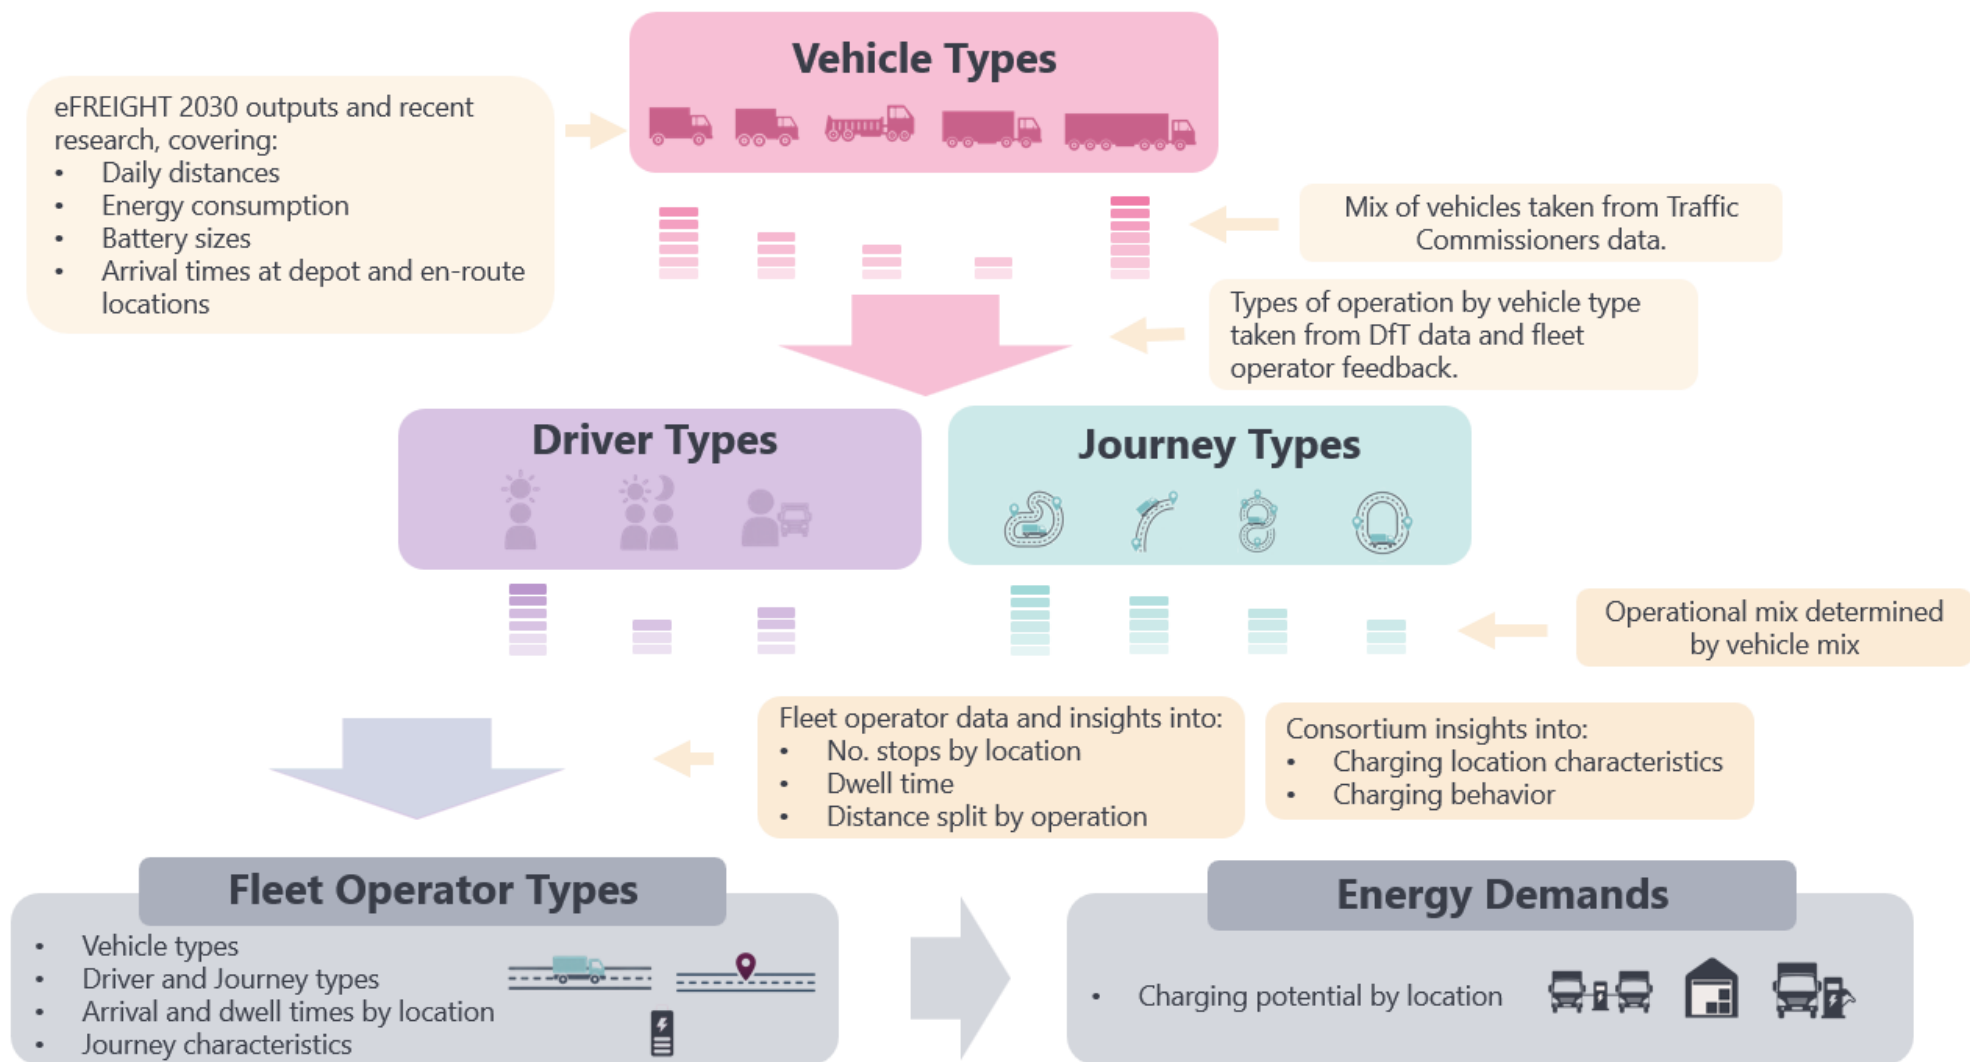 Vehicle Types
eFREIGHT 2030 outputs and recent
research, covering:
• Daily distances
• Energy consumption
• Battery sizes
• Arrival times at depot and en-route
locations
Mix of vehicles taken from Traffic
Commissioners data.
Types of operation by vehicle type
taken from DfT data and fleet
operator feedback.
Driver Types
Journey Types
Operational mix determined
by vehicle mix
Fleet operator data and insights into:
• No. stops by location
• Dwell time
• Distance split by operation
Consortium insights into:
• Charging location characteristics
• Charging behavior
Fleet Operator Types
• Vehicle types
• Driver and Journey types
• Arrival and dwell times by location
• Journey characteristics
Energy Demands
• Charging potential by location